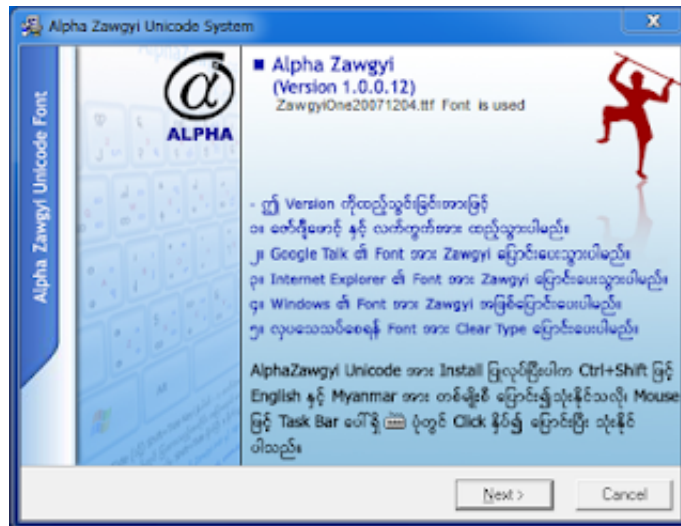 Alpha Zawgyi Unicode System
X
Alpha Zawgyi Unicode Font
ALPHA
■ Alpha Zawgyi
(Version 1.0.0.12)
ZawgyiOne20071204.ttf Font is used
- ဤ Version ကိုထည့်သွင်းခြင်းအားဖြင့်
၁။ ဇော်ဂျီဖောင့် နှင့် လက်ကွက်အား ထည့်သွားပါမည်။
၂။ Google Talk ၏ Font အား Zawgyi ပြောင်းပေးသွားပါမည်။
၃။ Internet Explorer ၏ Font အား Zawgyi ပြောင်းပေးသွားပါမည်။
၄။ Windows ၏ Font အား Zawgyi အဖြစ်ပြောင်းပေးပါမည်။
၅။ လှပသေသပ်စေရန် Font အား Clear Type ပြောင်းပေးပါမည်။
AlphaZawgyi Unicode အား Install ပြုလုပ်ပြီးပါက Ctrl+Shift ဖြင့်
English နှင့် Myanmar အား တစ်မျိုးစီ ပြောင်း၍သုံးနိုင်သလို၊ Mouse
ဖြင့် Task Bar ပေါ်ရှိ ပုံတွင် Click နှိပ်၍ ပြောင်းပြီး သုံးနိုင်
ပါသည်။
Next >
Cancel